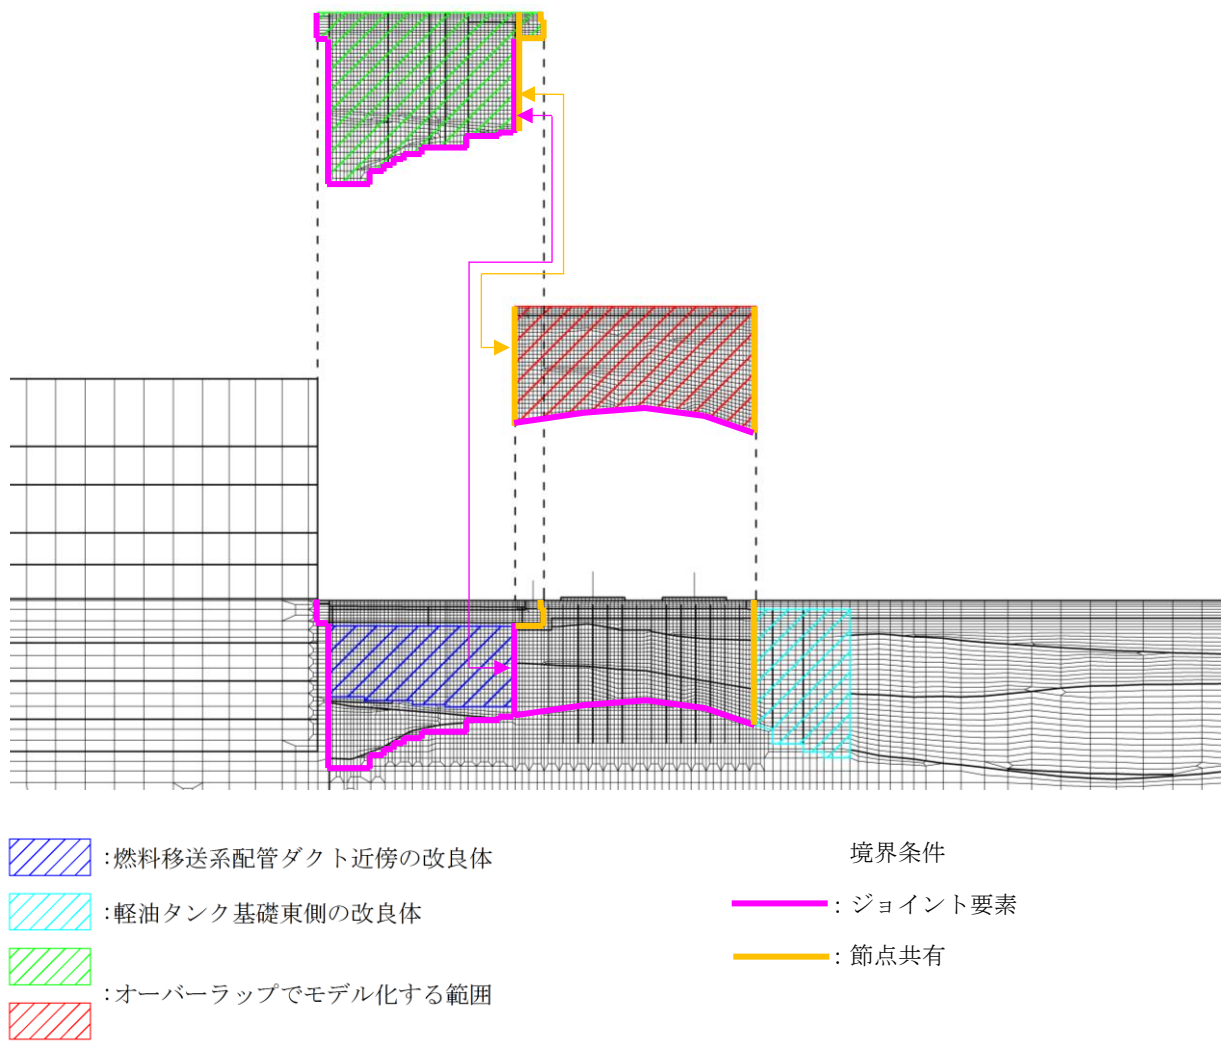 :燃料移送系配管ダクト近傍の改良体
:軽油タンク基礎東側の改良体
:オーバーラップでモデル化する範囲
境界条件
: ジョイント要素
: 節点共有